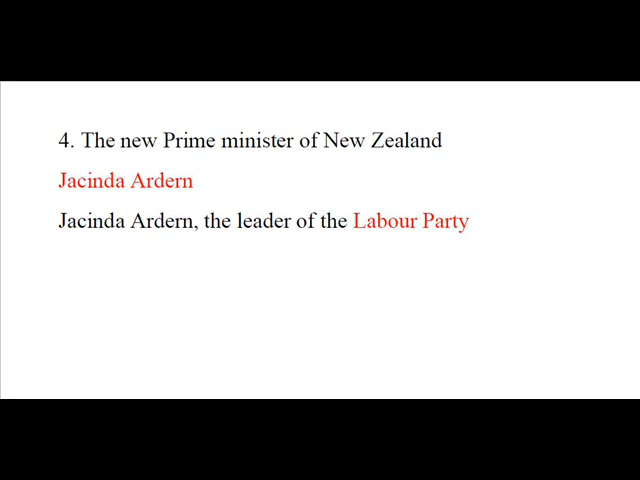 4. The new Prime minister of New Zealand
Jacinda Ardern
Jacinda Ardern, the leader of the Labour Party